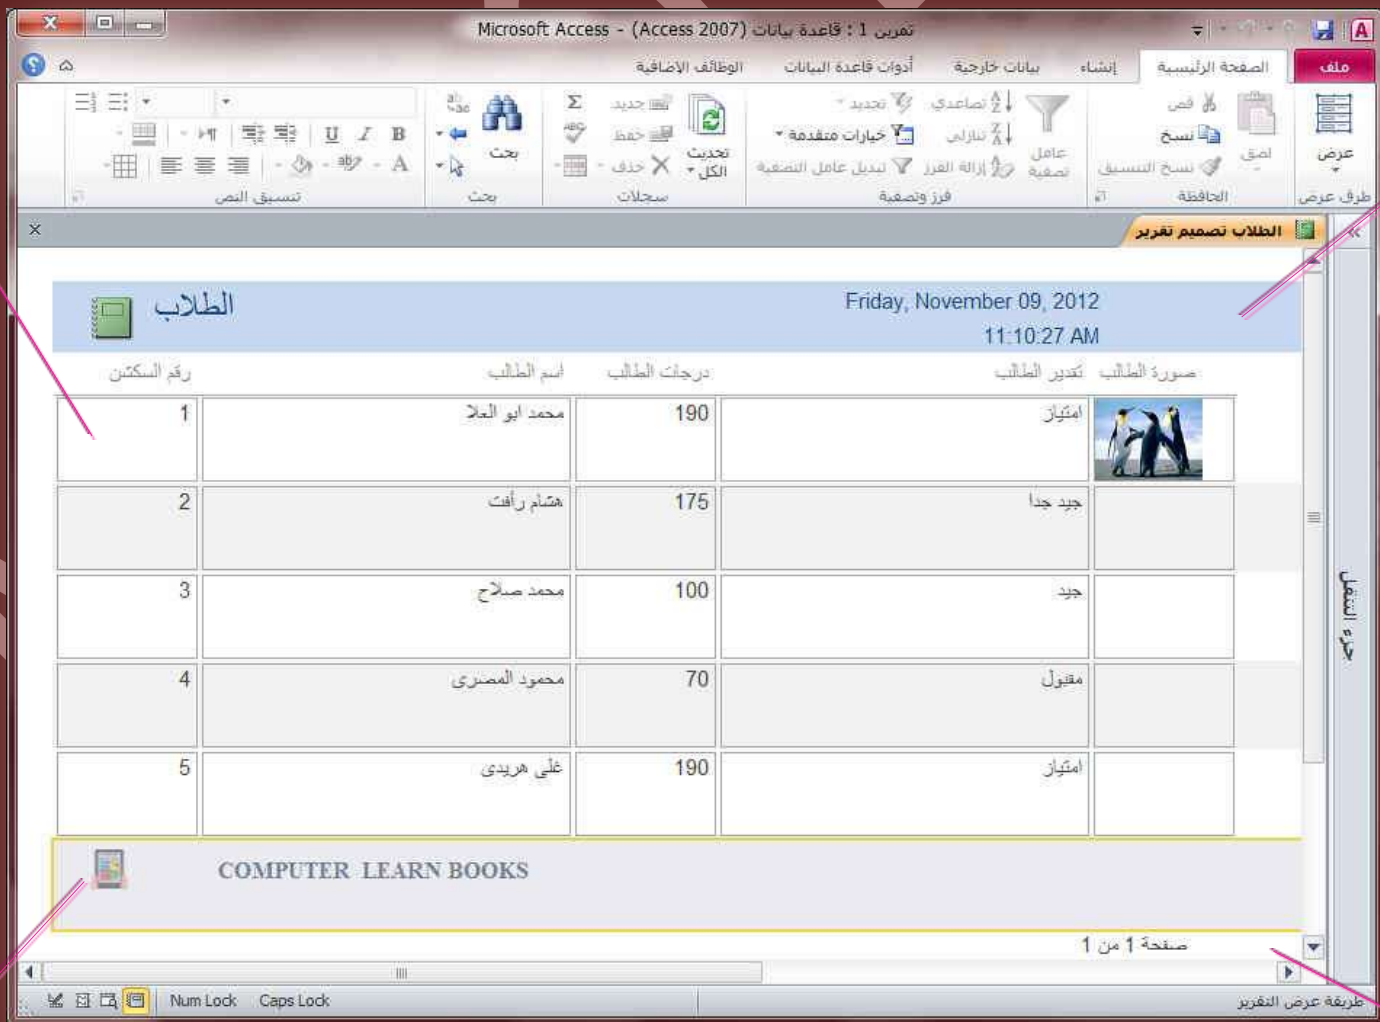 تمرين 1 : قاعدة بيانات (Access 2007) - Microsoft Access
ملف الصفحة الرئيسية إنشاء بيانات خارجية أدوات قاعدة البيانات الوظائف الإضافية
عرض
طرق عرض
لصق
قص
نسخ
نسخ التنسيق
الحافظة
عامل تصفية
تصاعدي
تنازلي
إزالة الفرز
تحديد
خيارات متقدمة
تبديل عامل التصفية
فرز وتصفية
تحديث الكل
جديد
حفظ
حذف
سجلات
بحث
بحث
B I U
A
تنسيق النص
الطلاب تصميم تقرير
جزء التنقل
الطلاب
Friday, November 09, 2012
11:10:27 AM
صورة الطالب تقدير الطالب درجات الطالب اسم الطالب رقم السكشن
امتياز 190 محمد ابو العلا 1
جيد جدا 175 هشام رأفت 2
جيد 100 محمد صلاح 3
مقبول 70 محمود المصرى 4
امتياز 190 على هريدى 5
COMPUTER LEARN BOOKS
صفحة 1 من 1
طريقة عرض التقرير
Caps Lock
Num Lock